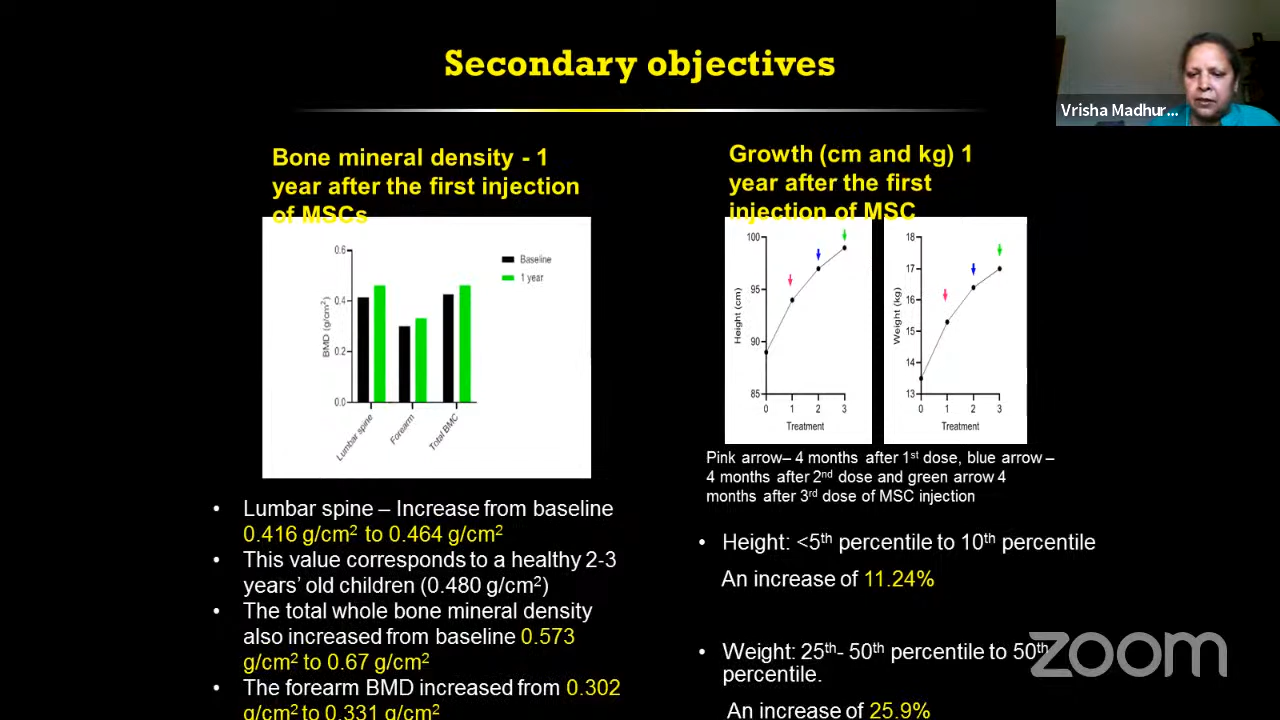 Secondary objectives
Vrisha Madhur...
Bone mineral density - 1
year after the first injection
of MSCs
0.6
0.4
0.2
0.0
BMD (g/cm²)
Baseline
1 year
Lumbar spine
Forearm
Total BMC
Lumbar spine – Increase from baseline
0.416 g/cm² to 0.464 g/cm²
This value corresponds to a healthy 2-3
years’ old children (0.480 g/cm²)
The total whole bone mineral density
also increased from baseline 0.573
g/cm² to 0.67 g/cm²
The forearm BMD increased from 0.302
g/cm² to 0.331 g/cm²
Growth (cm and kg) 1
year after the first
injection of MSC
100
95
90
85
Height (cm)
0 1 2 3
Treatment
18
17
16
15
14
13
Weight (kg)
0 1 2 3
Treatment
Pink arrow– 4 months after 1st dose, blue arrow –
4 months after 2nd dose and green arrow 4
months after 3rd dose of MSC injection
Height: <5th percentile to 10th percentile
An increase of 11.24%
Weight: 25th- 50th percentile to 50th
percentile.
An increase of 25.9%
zoom